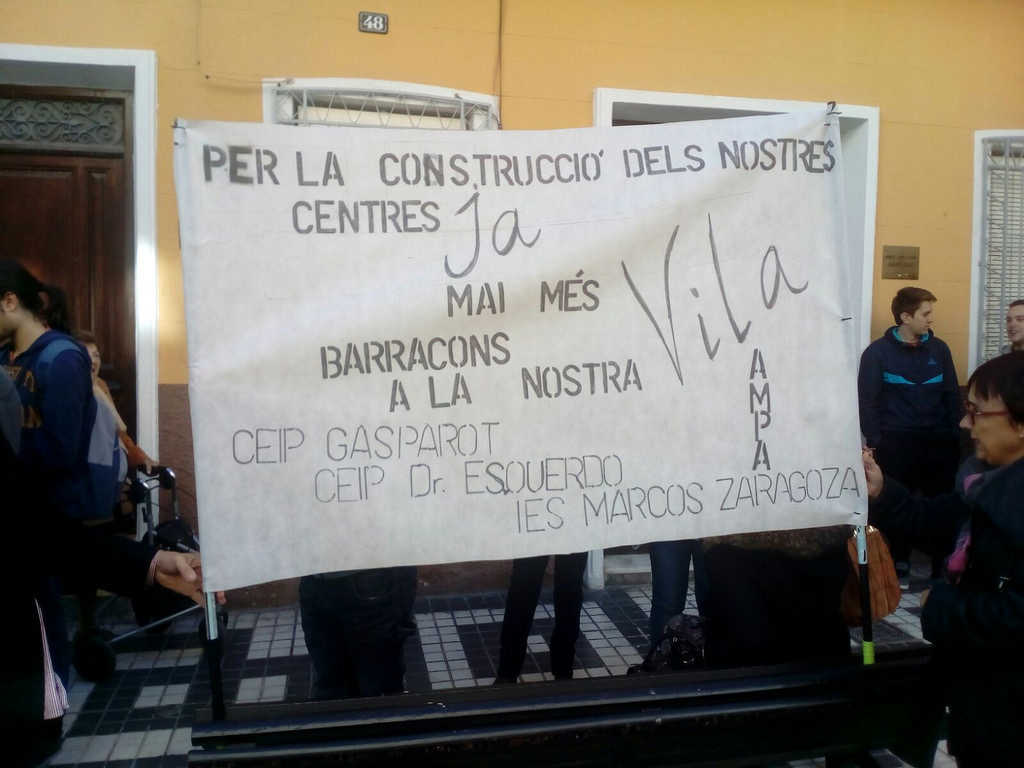 48
PER LA CONSTRUCCIÓ DELS NOSTRES
CENTRES Ja
MAI MÉS
BARRACONS
A LA NOSTRA Vila
AMPA
CEIP GASPAROT
CEIP Dr. ESQUERDO
IES MARCOS ZARAGOZA